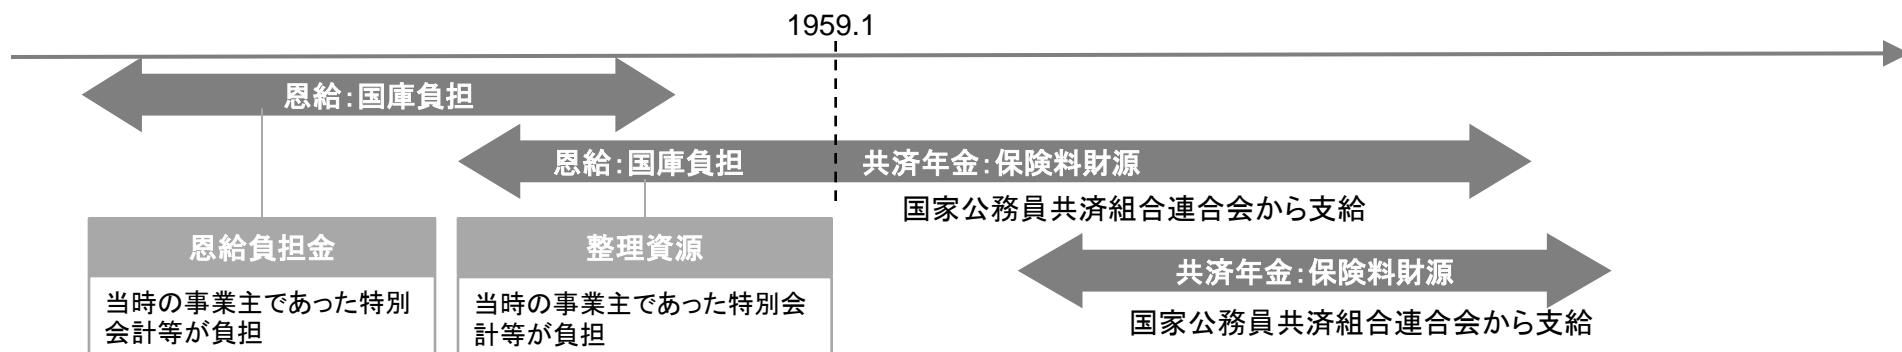 1959.1
恩給：国庫負担
恩給：国庫負担
共済年金：保険料財源
国家公務員共済組合連合会から支給
恩給負担金
当時の事業主であった特別
会計等が負担
整理資源
当時の事業主であった特別会
計等が負担
共済年金：保険料財源
国家公務員共済組合連合会から支給